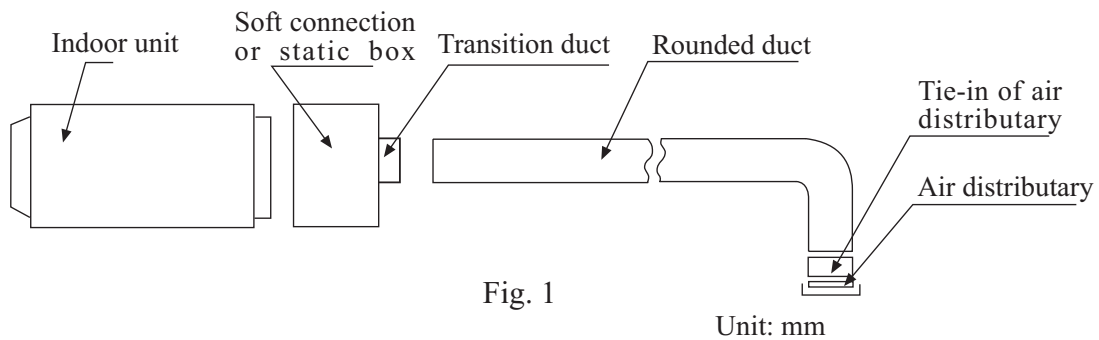 Indoor unit
Soft connection
or static box
Transition duct
Rounded duct
Tie-in of air
distributary
Air distributary
Fig. 1
Unit: mm